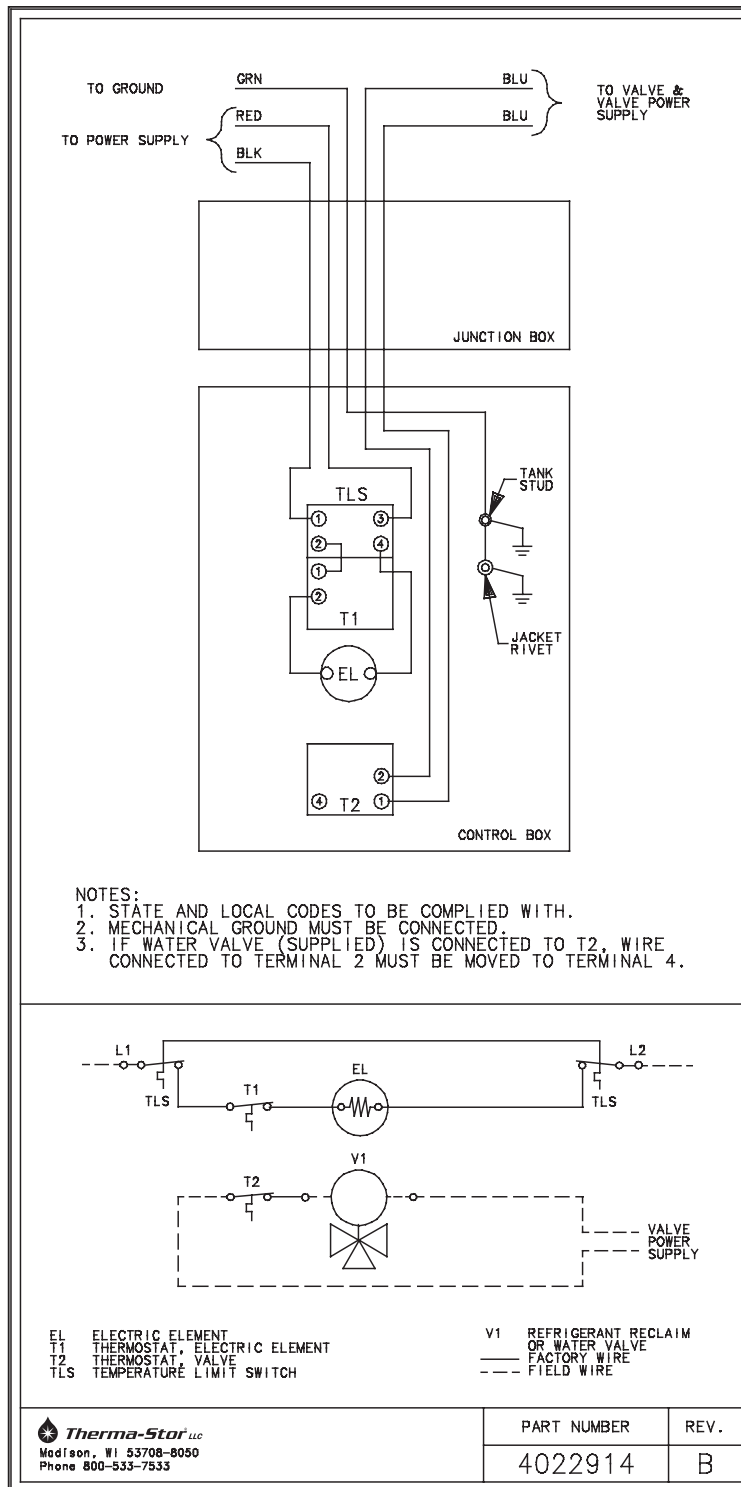 TO GROUND
GRN
BLU
TO VALVE &
VALVE POWER
SUPPLY
RED
BLU
TO POWER SUPPLY
BLK
JUNCTION BOX
TLS
TANK
STUD
1
3
2
4
1
2
T1
JACKET
RIVET
EL
2
4
T2
1
CONTROL BOX
NOTES:
1. STATE AND LOCAL CODES TO BE COMPLIED WITH.
2. MECHANICAL GROUND MUST BE CONNECTED.
3. IF WATER VALVE (SUPPLIED) IS CONNECTED TO T2, WIRE
CONNECTED TO TERMINAL 2 MUST BE MOVED TO TERMINAL 4.
L1
L2
EL
TLS
T1
TLS
V1
T2
VALVE
POWER
SUPPLY
EL ELECTRIC ELEMENT
T1 THERMOSTAT, ELECTRIC ELEMENT
T2 THERMOSTAT, VALVE
TLS TEMPERATURE LIMIT SWITCH
V1 REFRIGERANT RECLAIM
OR WATER VALVE
FACTORY WIRE
FIELD WIRE
Therma-Stor LLC
Madison, WI 53708-8050
Phone 800-533-7533
PART NUMBER
REV.
4022914
B